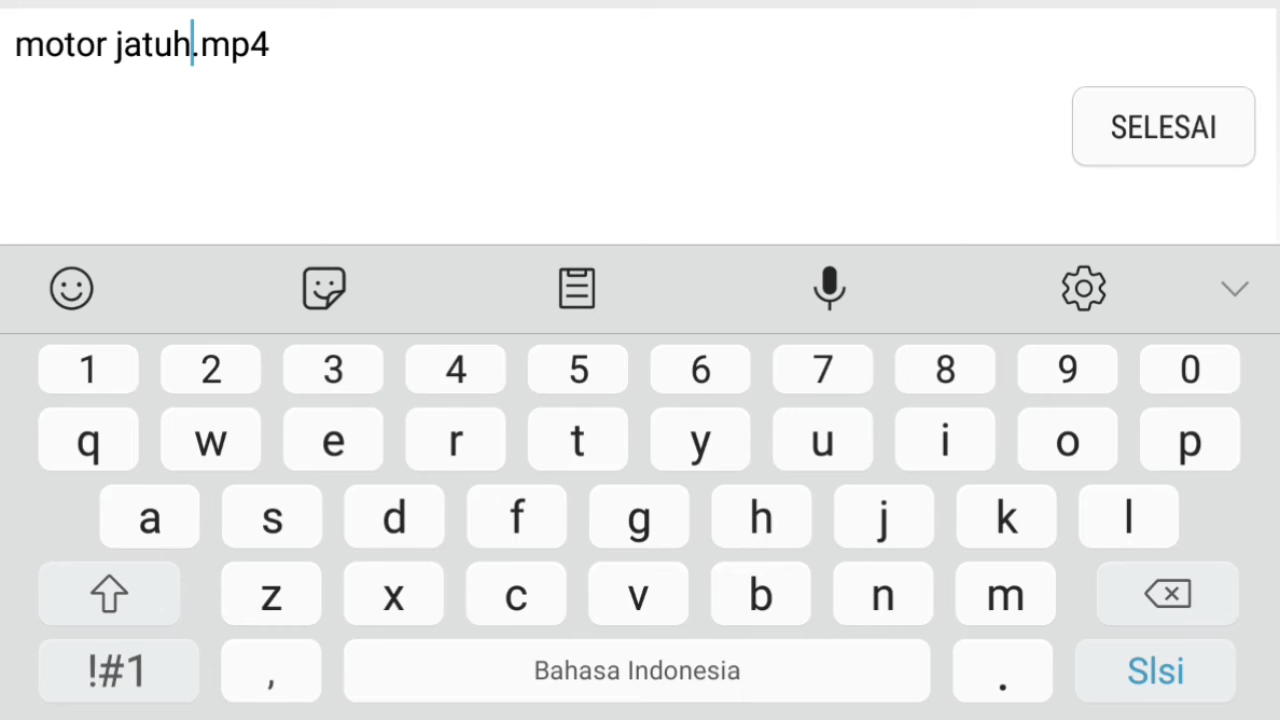 motor jatuh.mp4
SELESAI
1 2 3 4 5 6 7 8 9 0
q w e r t y u i o p
a s d f g h j k l
z x c v b n m
!#1 , Bahasa Indonesia . Slsi